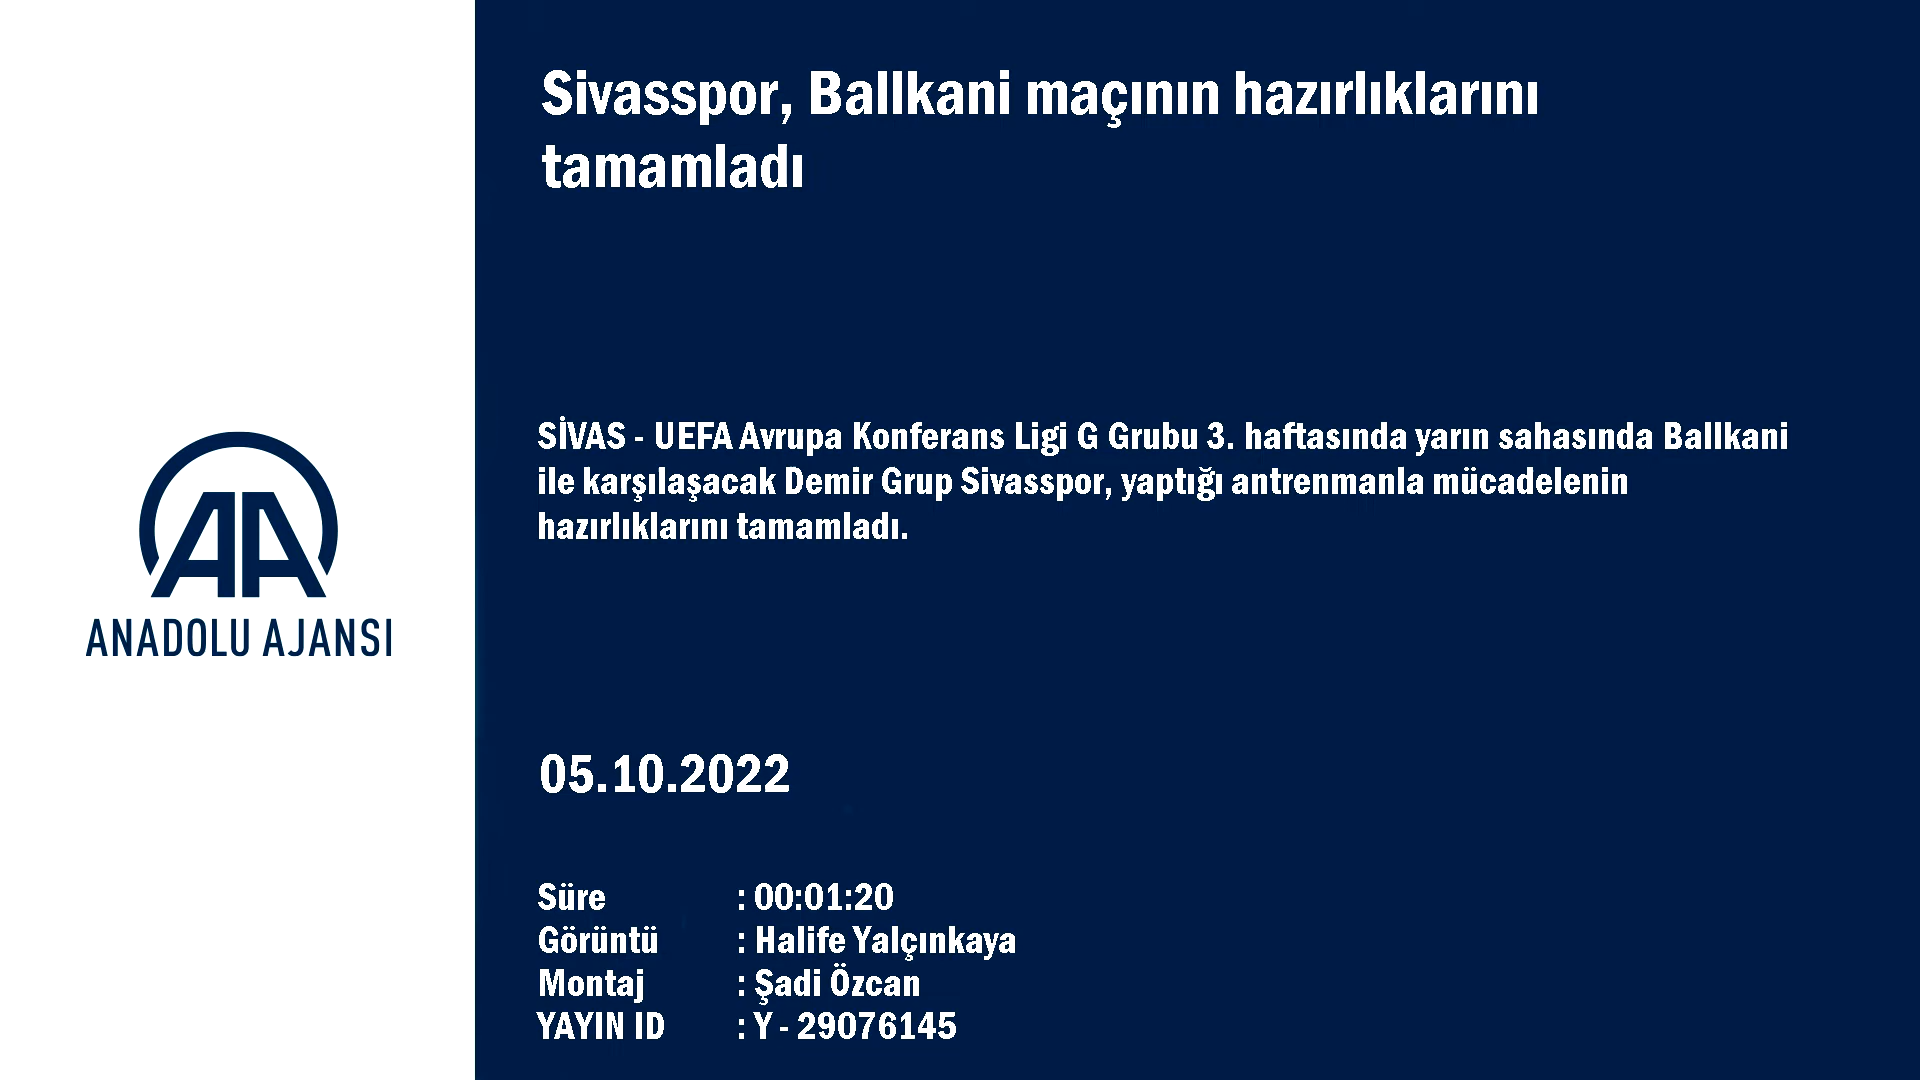 Sivasspor, Ballkani maçının hazırlıklarını
tamamladı
SİVAS - UEFA Avrupa Konferans Ligi G Grubu 3. haftasında yarın sahasında Ballkani
ile karşılaşacak Demir Grup Sivasspor, yaptığı antrenmanla mücadelenin
hazırlıklarını tamamladı.
AA
ANADOLU AJANSI
05.10.2022
Süre : 00:01:20
Görüntü : Halife Yalçınkaya
Montaj : Şadi Özcan
YAYIN ID : Y - 29076145